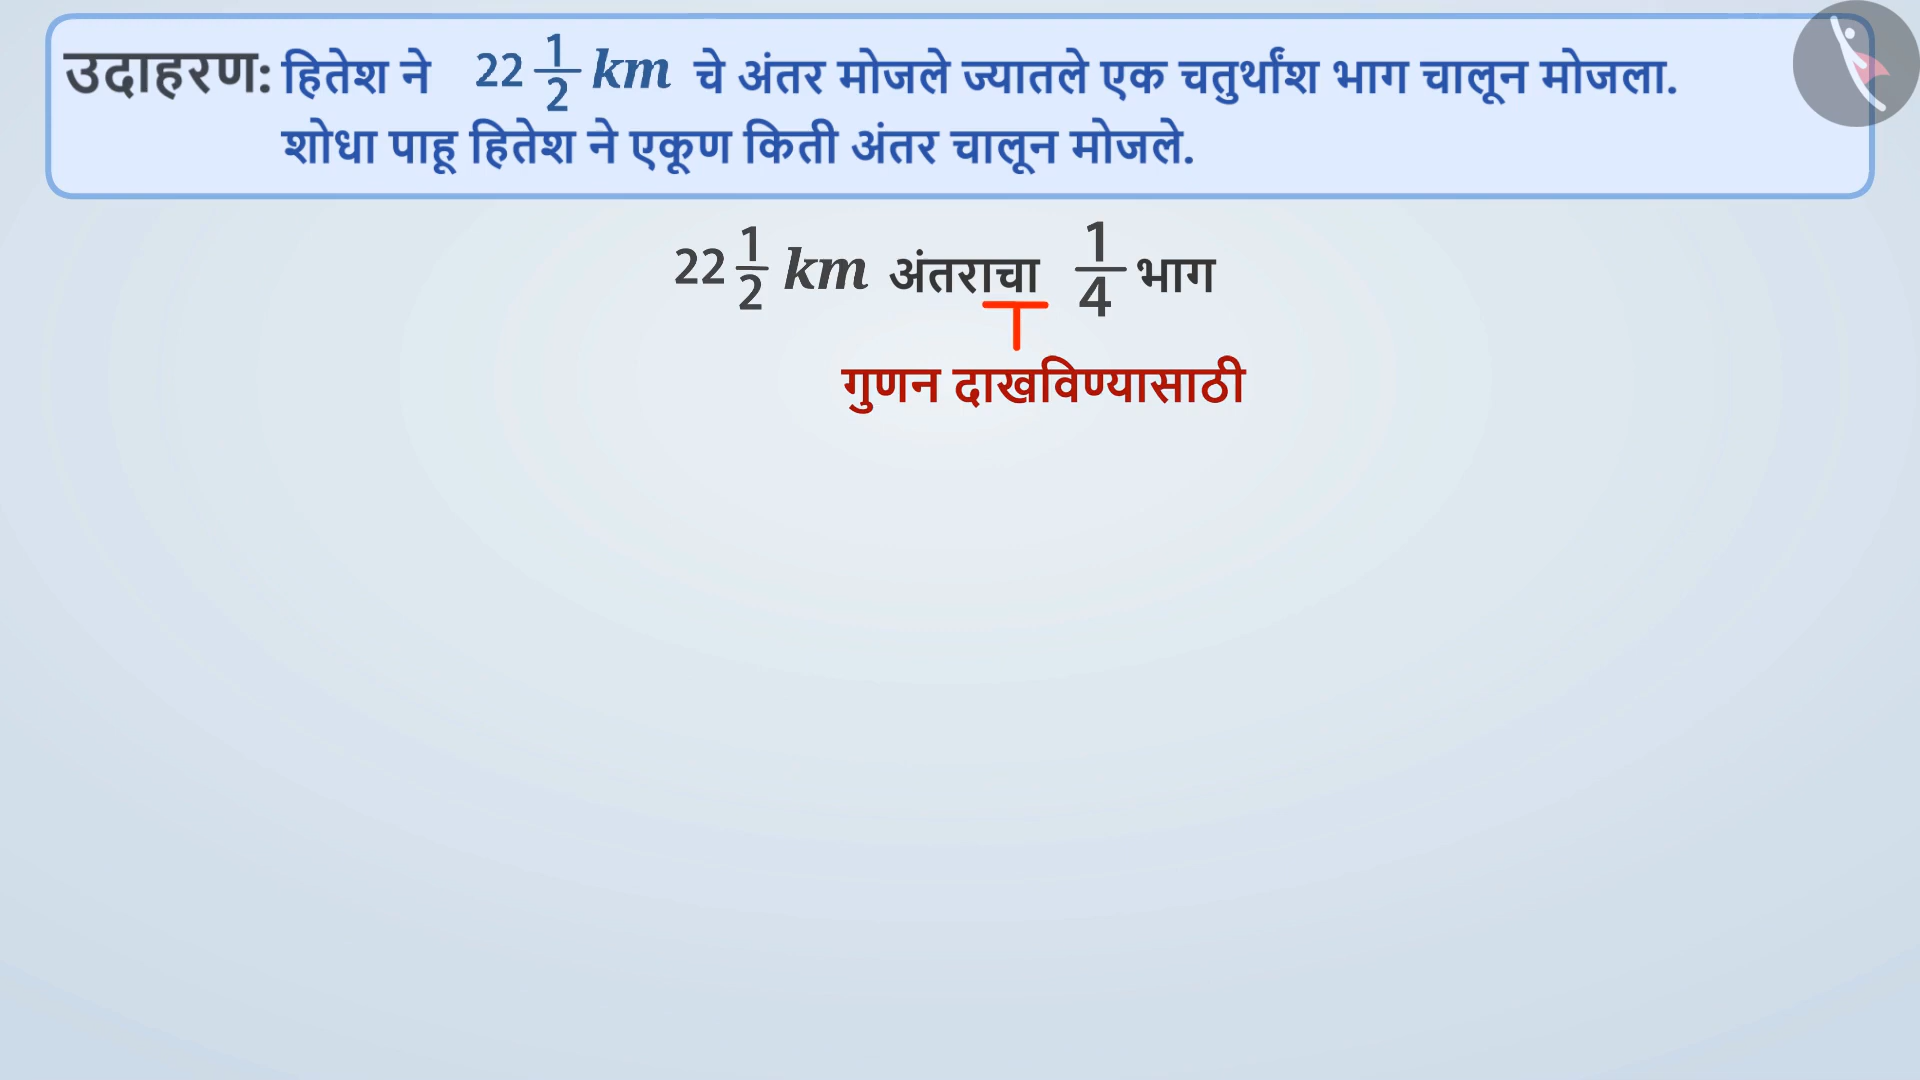 उदाहरण: हितेश ने 22 1/2 km चे अंतर मोजले ज्यातले एक चतुर्थांश भाग चालून मोजला.
शोधा पाहू हितेश ने एकूण किती अंतर चालून मोजले.
22 1/2 km अंतराचा 1/4 भाग
गुणन दाखविण्यासाठी